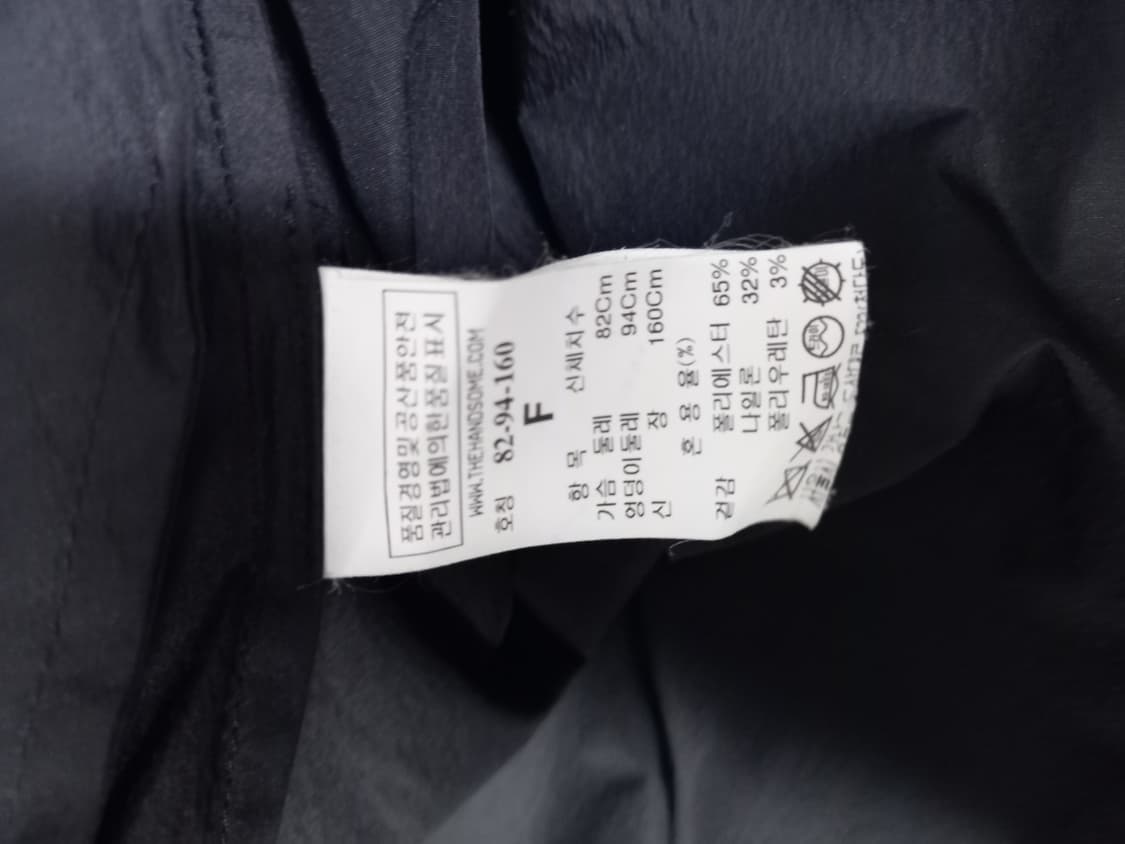 품질경영및공산품안전
관리법에의한품질표시
WWW.THEHANDSOME.COM
호칭 82-94-160
F
항 목 신체치수
가슴 둘레 82Cm
엉덩이둘레 94Cm
신 장 160Cm
혼 용 율(%)
겉감 폴리에스터 65%
나일론 32%
폴리우레탄 3%